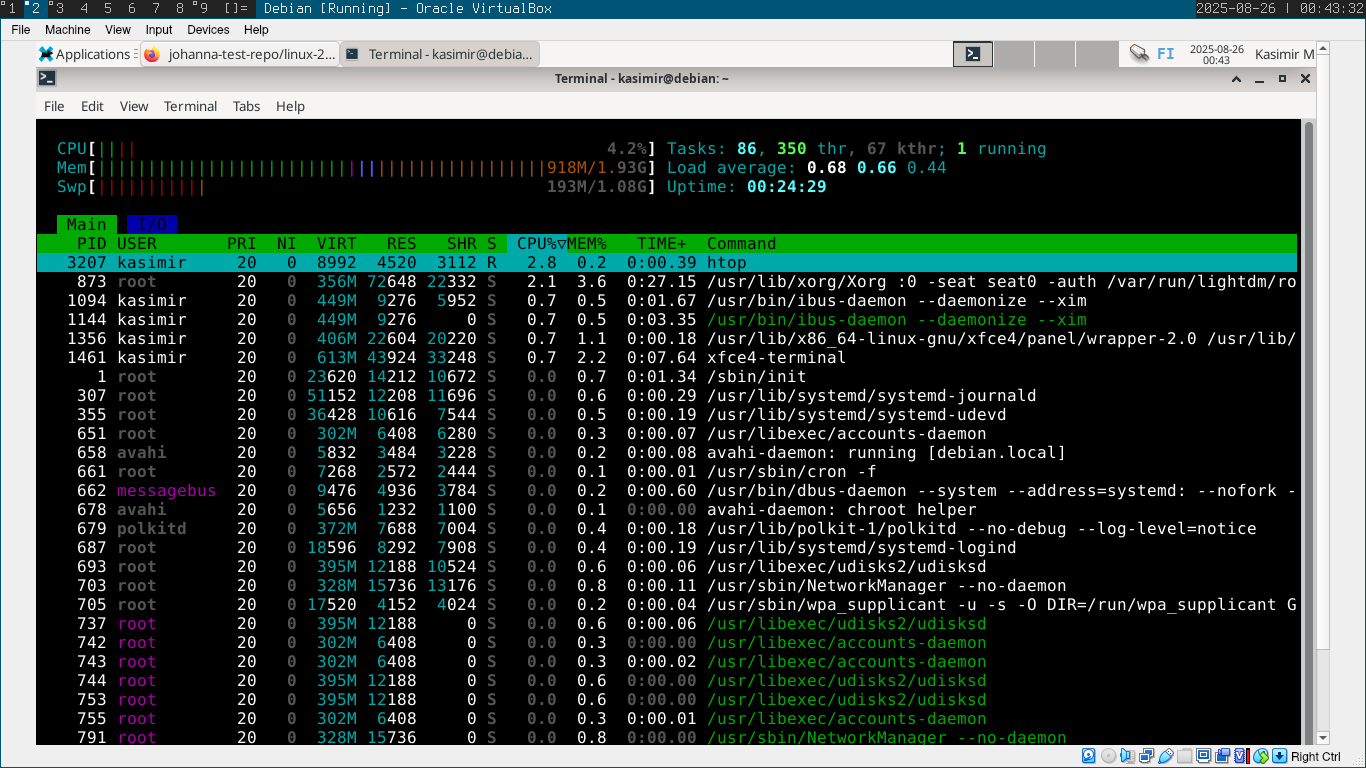 1 2 3 4 5 6 7 8 9 []= Debian [Running] - Oracle VirtualBox 2025-08-26 | 00:43:32
File Machine View Input Devices Help
Applications johanna-test-repo/linux-2... Terminal - kasimir@debia... FI 2025-08-26 00:43 Kasimir M
Terminal - kasimir@debian: ~
File Edit View Terminal Tabs Help
CPU[|||| 4.2%] Tasks: 86, 350 thr, 67 kthr; 1 running
Mem[|||||||||||||||||||||||||||||||||||||||||||||918M/1.93G] Load average: 0.68 0.66 0.44
Swp[||||||||||| 193M/1.08G] Uptime: 00:24:29
Main I/O
PID USER PRI NI VIRT RES SHR S CPU%▽MEM% TIME+ Command
3207 kasimir 20 0 8992 4520 3112 R 2.8 0.2 0:00.39 htop
873 root 20 0 356M 72648 22332 S 2.1 3.6 0:27.15 /usr/lib/xorg/Xorg :0 -seat seat0 -auth /var/run/lightdm/ro
1094 kasimir 20 0 449M 9276 5952 S 0.7 0.5 0:01.67 /usr/bin/ibus-daemon --daemonize --xim
1144 kasimir 20 0 449M 9276 0 S 0.7 0.5 0:03.35 /usr/bin/ibus-daemon --daemonize --xim
1356 kasimir 20 0 406M 22604 20220 S 0.7 1.1 0:00.18 /usr/lib/x86_64-linux-gnu/xfce4/panel/wrapper-2.0 /usr/lib/
1461 kasimir 20 0 613M 43924 33248 S 0.7 2.2 0:07.64 xfce4-terminal
1 root 20 0 23620 14212 10672 S 0.0 0.7 0:01.34 /sbin/init
307 root 20 0 51152 12208 11696 S 0.0 0.6 0:00.29 /usr/lib/systemd/systemd-journald
355 root 20 0 36428 10616 7544 S 0.0 0.5 0:00.19 /usr/lib/systemd/systemd-udevd
651 root 20 0 302M 6408 6280 S 0.0 0.3 0:00.07 /usr/libexec/accounts-daemon
658 avahi 20 0 5832 3484 3228 S 0.0 0.2 0:00.08 avahi-daemon: running [debian.local]
661 root 20 0 7268 2572 2444 S 0.0 0.1 0:00.01 /usr/sbin/cron -f
662 messagebus 20 0 9476 4936 3784 S 0.0 0.2 0:00.60 /usr/bin/dbus-daemon --system --address=systemd: --nofork -
678 avahi 20 0 5656 1232 1100 S 0.0 0.1 0:00.00 avahi-daemon: chroot helper
679 polkitd 20 0 372M 7688 7004 S 0.0 0.4 0:00.18 /usr/lib/polkit-1/polkitd --no-debug --log-level=notice
687 root 20 0 18596 8292 7908 S 0.0 0.4 0:00.19 /usr/lib/systemd/systemd-logind
693 root 20 0 395M 12188 10524 S 0.0 0.6 0:00.06 /usr/libexec/udisks2/udisksd
703 root 20 0 328M 15736 13176 S 0.0 0.8 0:00.11 /usr/sbin/NetworkManager --no-daemon
705 root 20 0 17520 4152 4024 S 0.0 0.2 0:00.04 /usr/sbin/wpa_supplicant -u -s -O DIR=/run/wpa_supplicant G
737 root 20 0 395M 12188 0 S 0.0 0.6 0:00.06 /usr/libexec/udisks2/udisksd
742 root 20 0 302M 6408 0 S 0.0 0.3 0:00.00 /usr/libexec/accounts-daemon
743 root 20 0 302M 6408 0 S 0.0 0.3 0:00.02 /usr/libexec/accounts-daemon
744 root 20 0 395M 12188 0 S 0.0 0.6 0:00.00 /usr/libexec/udisks2/udisksd
753 root 20 0 395M 12188 0 S 0.0 0.6 0:00.00 /usr/libexec/udisks2/udisksd
755 root 20 0 302M 6408 0 S 0.0 0.3 0:00.01 /usr/libexec/accounts-daemon
791 root 20 0 328M 15736 0 S 0.0 0.8 0:00.00 /usr/sbin/NetworkManager --no-daemon
Right Ctrl